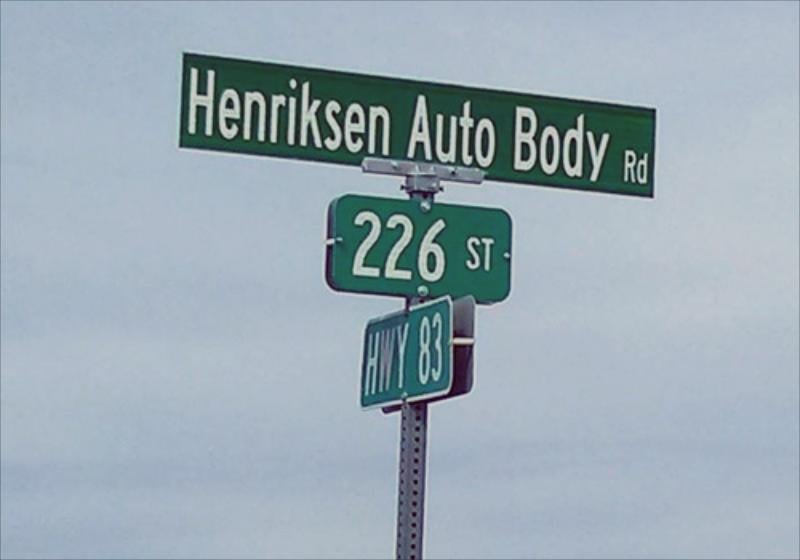 Henriksen Auto Body Rd
226 ST
HWY 83